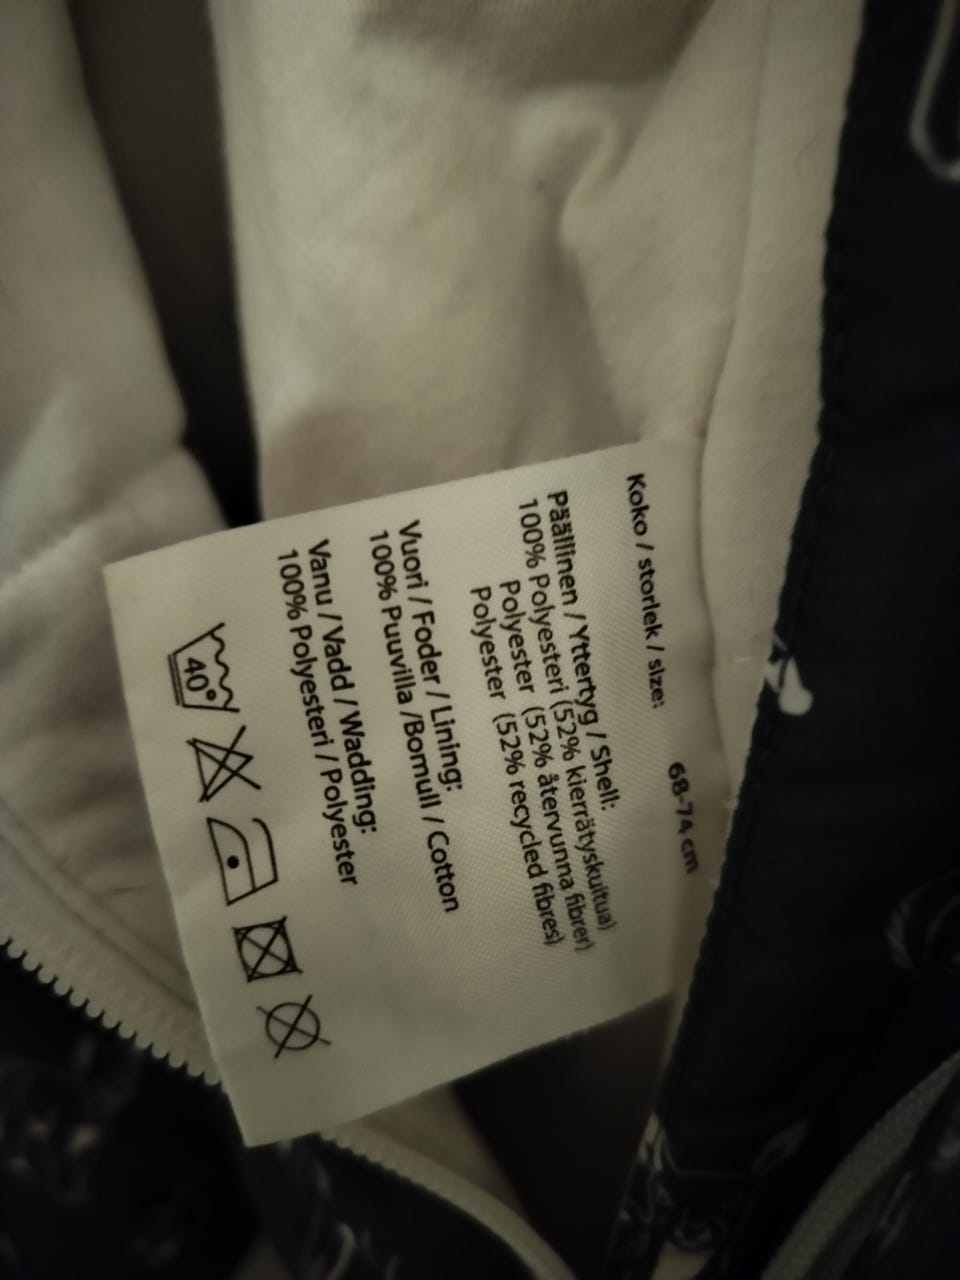 Koko / storlek / size: 68-74 cm
Päällinen / Yttertyg / Shell:
100% Polyesteri (52% kierrätyskuitua)
Polyester (52% återvunna fibrer)
Polyester (52% recycled fibres)
Vuori / Foder / Lining:
100% Puuvilla /Bomull / Cotton
Vanu / Vadd / Wadding:
100% Polyesteri / Polyester
40°